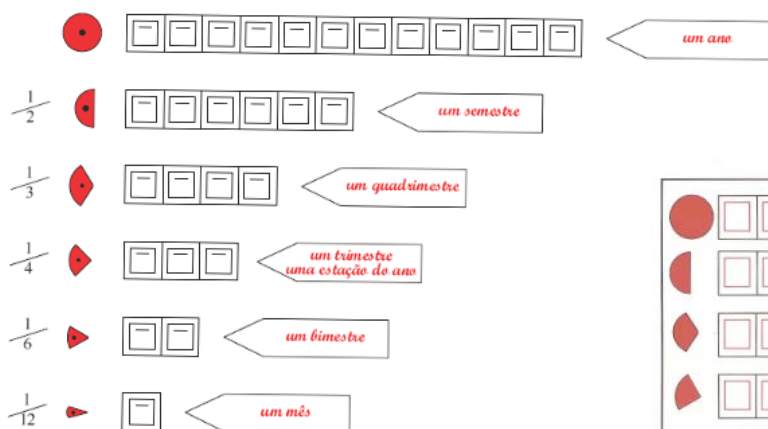 um ano
1/2
um semestre
1/3
um quadrimestre
1/4
um trimestre
uma estação do ano
1/6
um bimestre
1/12
um mês